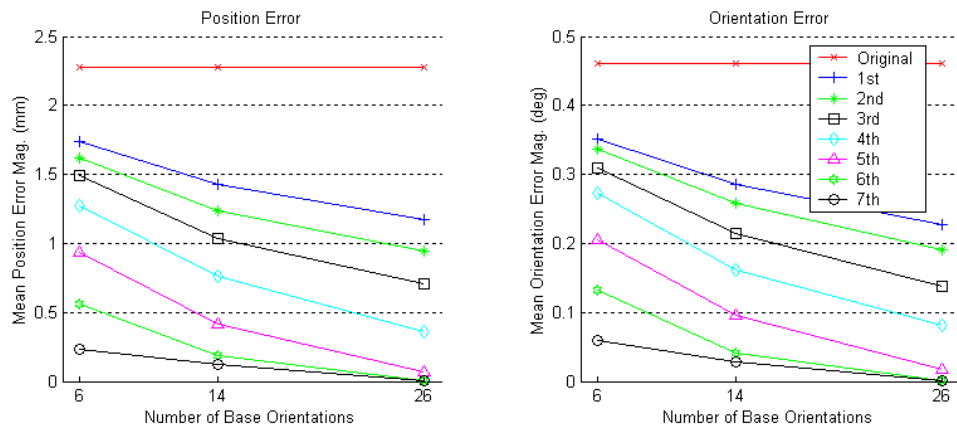 Position Error
2.5
2
1.5
1
0.5
0
Mean Position Error Mag. (mm)
6
14
26
Number of Base Orientations
Orientation Error
0.5
0.4
0.3
0.2
0.1
0
Mean Orientation Error Mag. (deg)
6
14
26
Number of Base Orientations
Original
1st
2nd
3rd
4th
5th
6th
7th